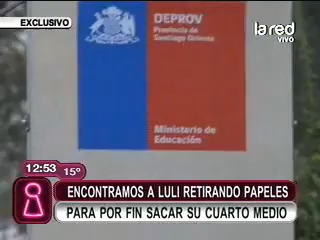 EXCLUSIVO
la red
vivo
DEPROV
Provincia de
Santiago Oriente
Ministerio de
Educación
12:53 15°
ENCONTRAMOS A LULI RETIRANDO PAPELES
PARA POR FIN SACAR SU CUARTO MEDIO